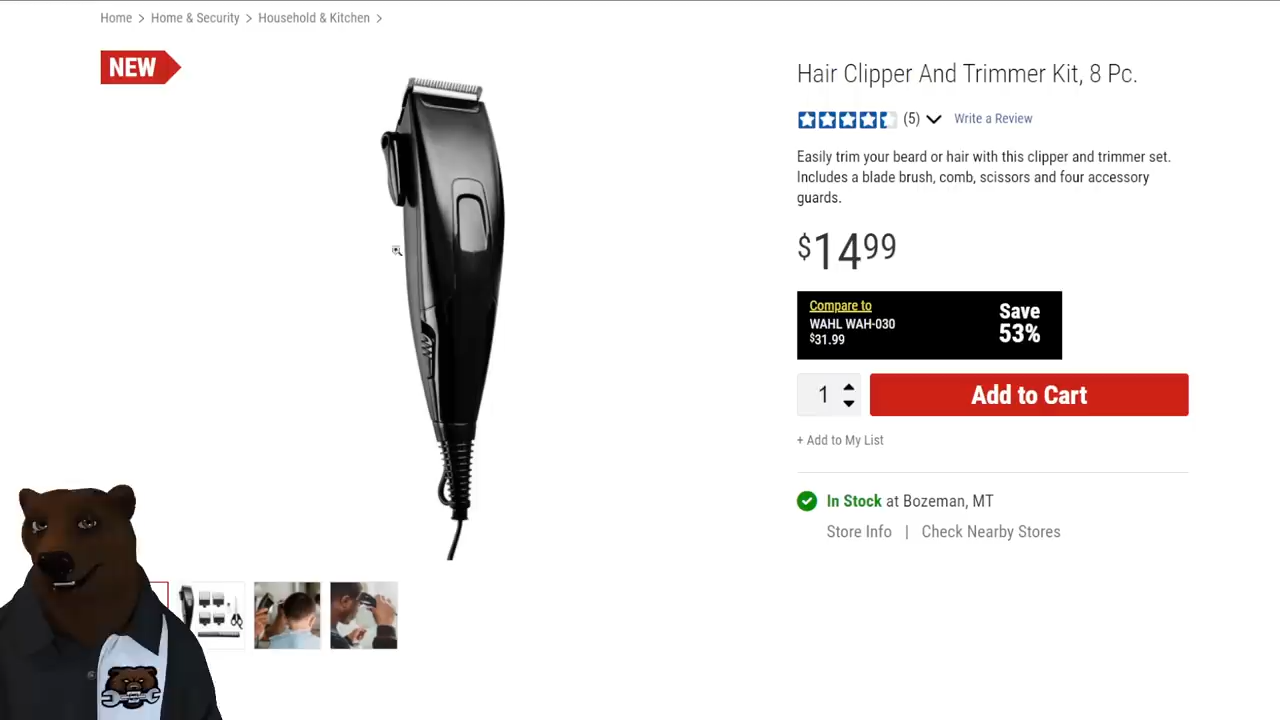 Home > Home & Security > Household & Kitchen >
NEW
Hair Clipper And Trimmer Kit, 8 Pc.
(5) Write a Review
Easily trim your beard or hair with this clipper and trimmer set.
Includes a blade brush, comb, scissors and four accessory
guards.
$1499
Compare to
WAHL WAH-030
$31.99
Save
53%
1
Add to Cart
+ Add to My List
In Stock at Bozeman, MT
Store Info | Check Nearby Stores